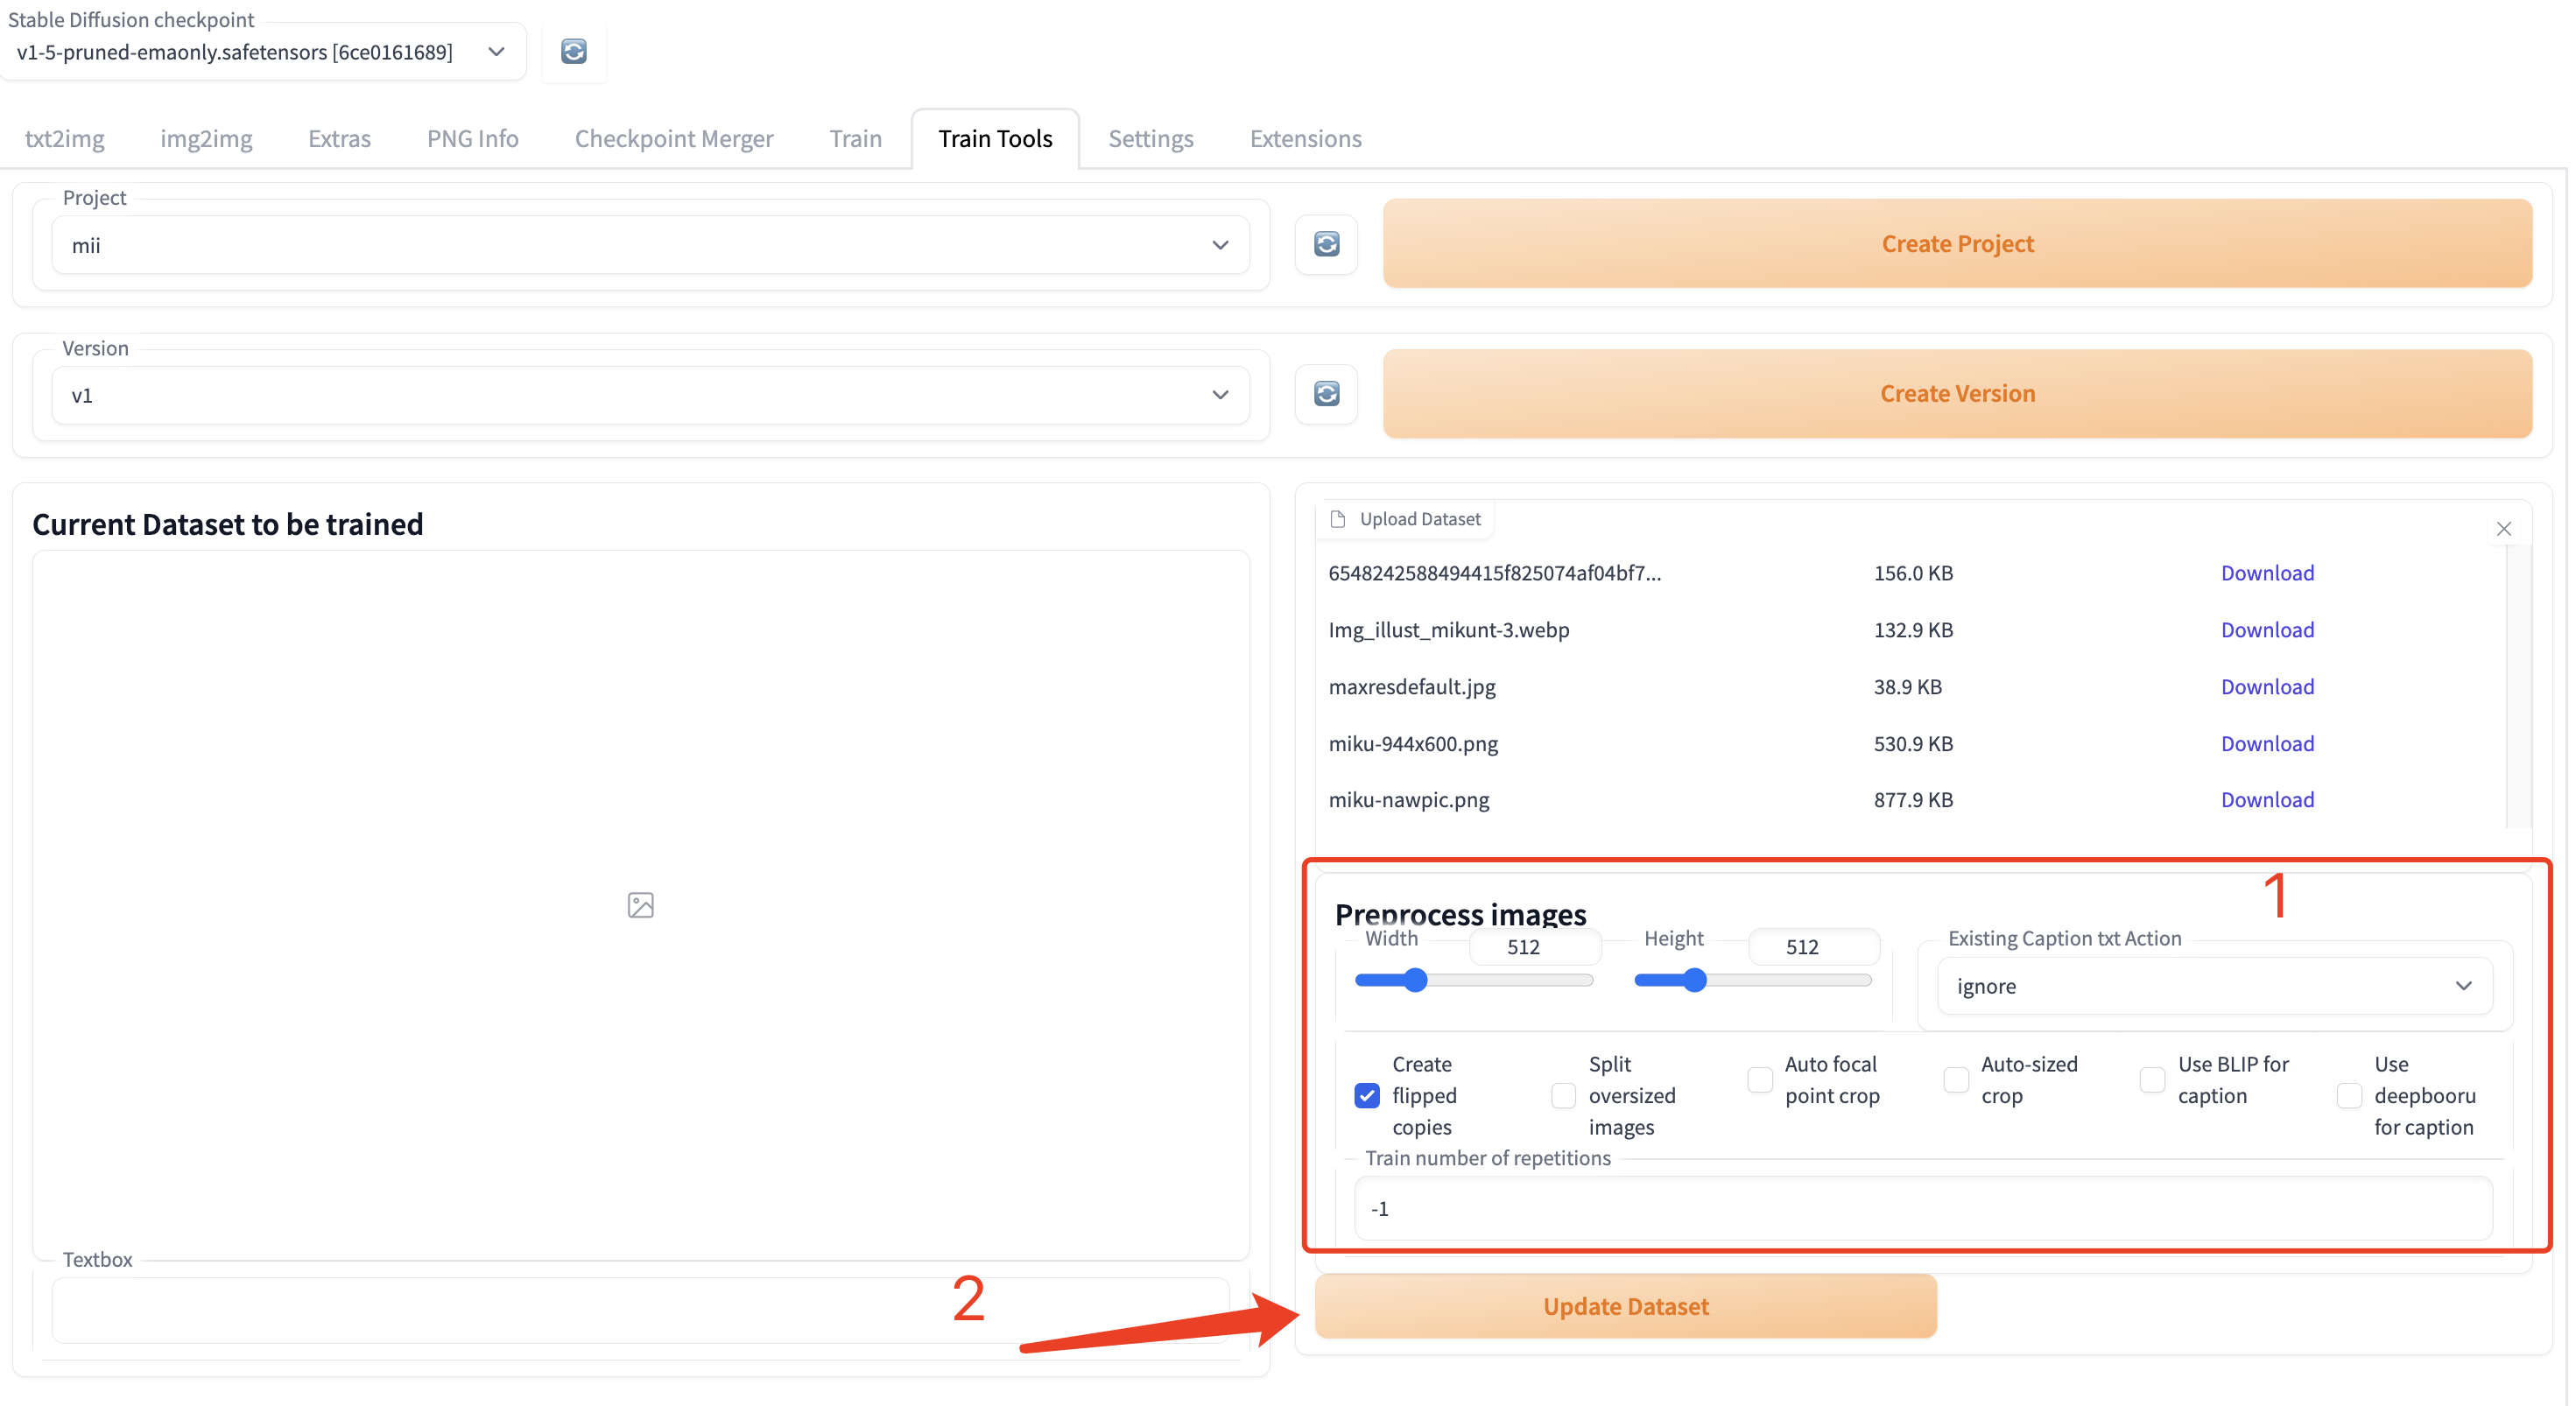 Stable Diffusion checkpoint
v1-5-pruned-emaonly.safetensors [6ce0161689]
txt2img img2img Extras PNG Info Checkpoint Merger Train Train Tools Settings Extensions
Project
mii
Create Project
Version
v1
Create Version
Current Dataset to be trained
Textbox
2
Upload Dataset
6548242588494415f825074af04bf7... 156.0 KB Download
Img_illust_mikunt-3.webp 132.9 KB Download
maxresdefault.jpg 38.9 KB Download
miku-944x600.png 530.9 KB Download
miku-nawpic.png 877.9 KB Download
1
Preprocess images
Width 512 Height 512 Existing Caption txt Action
ignore
Create flipped copies
Split oversized images
Auto focal point crop
Auto-sized crop
Use BLIP for caption
Use deepbooru for caption
Train number of repetitions
-1
Update Dataset